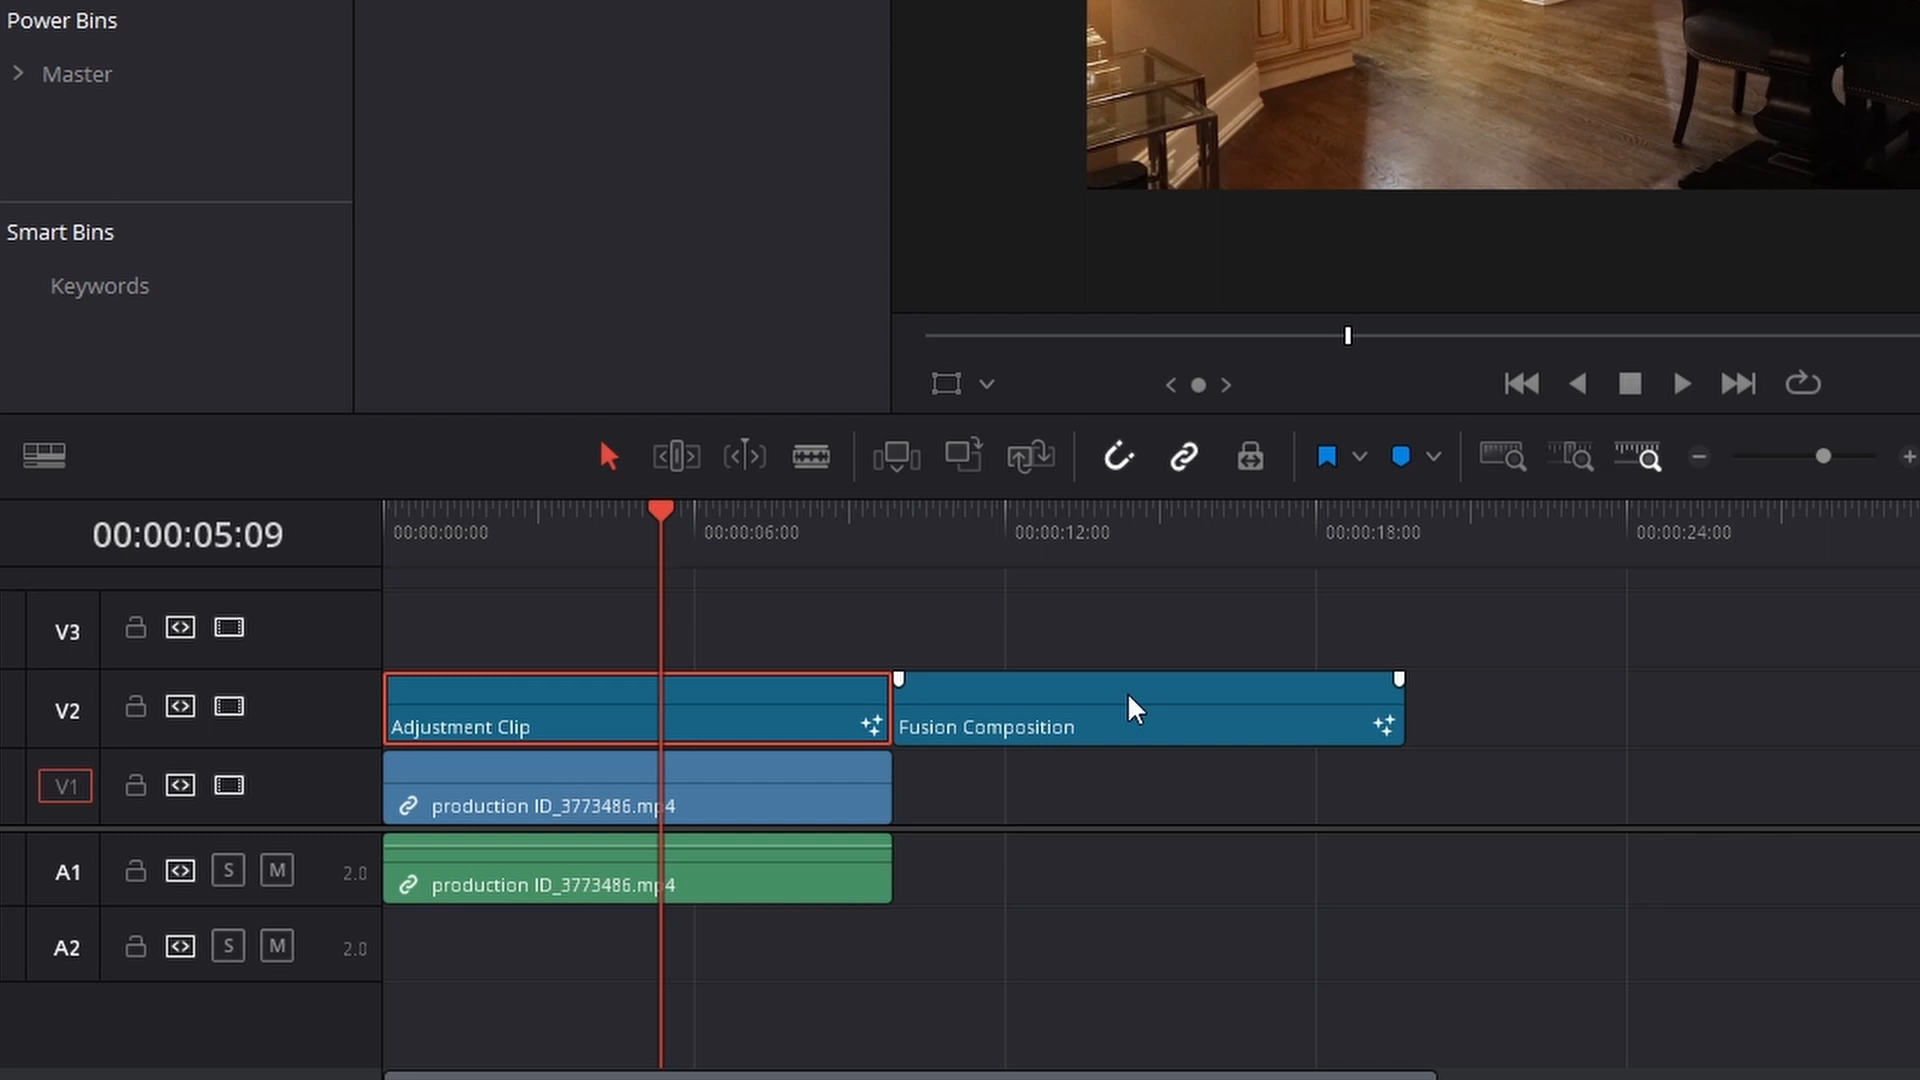 Power Bins
Master
Smart Bins
Keywords
00:00:05:09
00:00:00:00
00:00:06:00
00:00:12:00
00:00:18:00
00:00:24:00
V3
V2
Adjustment Clip
Fusion Composition
V1
production ID_3773486.mp4
A1
S
M
2.0
production ID_3773486.mp4
A2
S
M
2.0